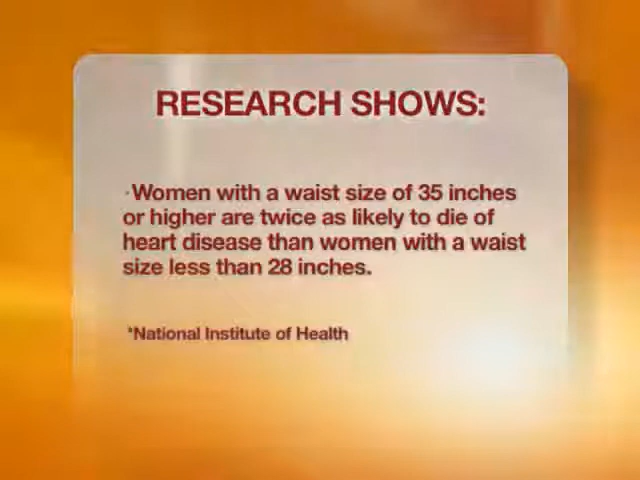 RESEARCH SHOWS:
·Women with a waist size of 35 inches
or higher are twice as likely to die of
heart disease than women with a waist
size less than 28 inches.
*National Institute of Health